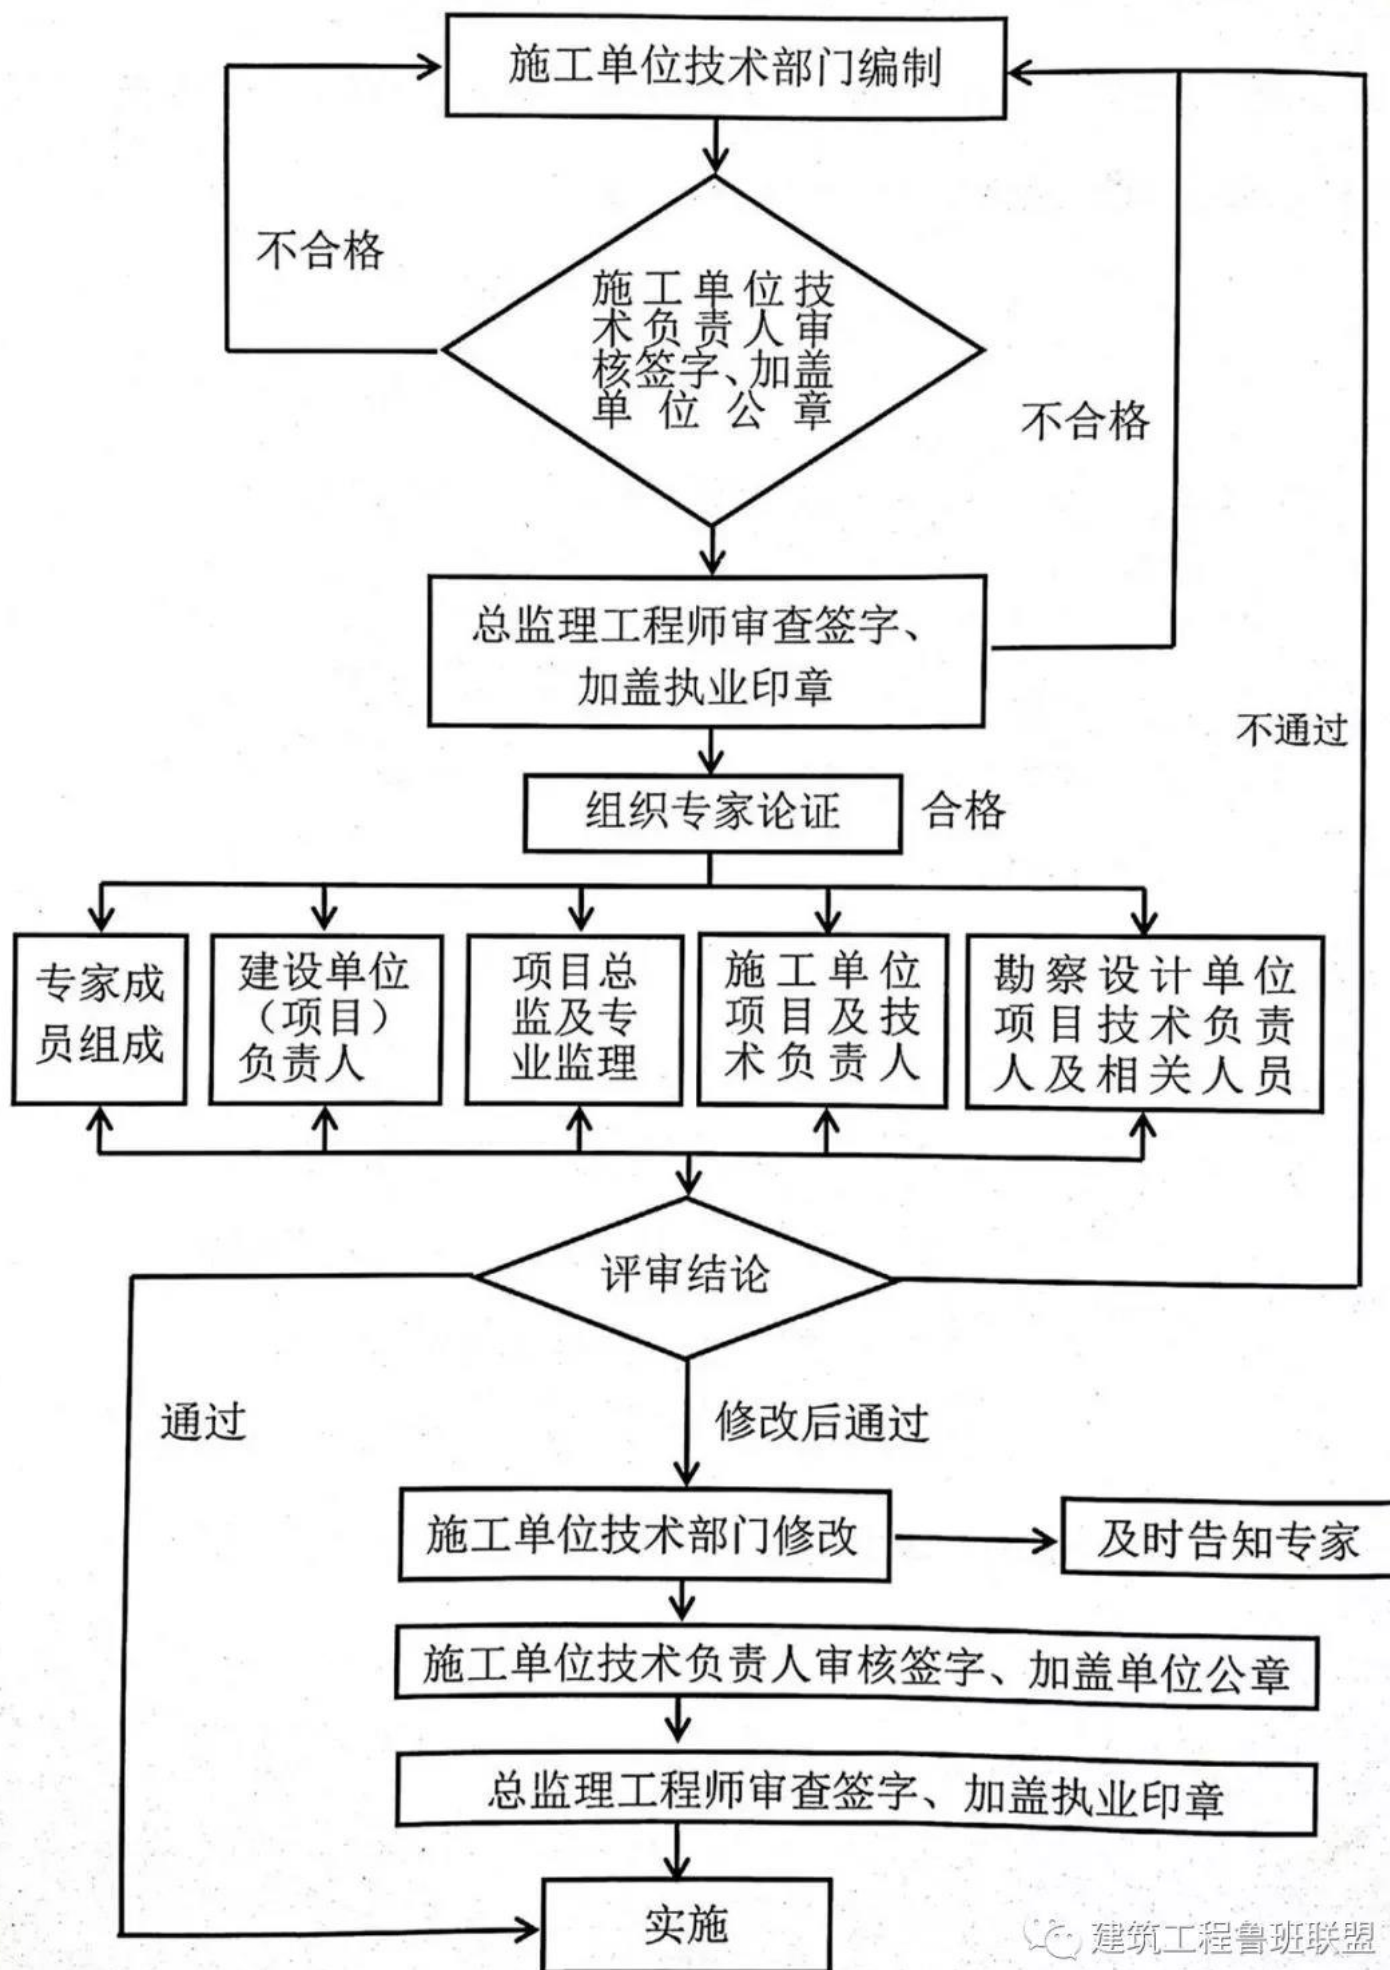 施工单位技术部门编制
不合格
施工单位技
术负责人审
核签字、加盖
单位公章
不合格
总监理工程师审查签字、
加盖执业印章
不通过
组织专家论证
合格
专家成
员组成
建设单位
（项目）
负责人
项目总
监及专
业监理
施工单位
项目及技
术负责人
勘察设计单位
项目技术负责
人及相关人员
评审结论
通过
修改后通过
施工单位技术部门修改
及时告知专家
施工单位技术负责人审核签字、加盖单位公章
总监理工程师审查签字、加盖执业印章
实施
建筑工程鲁班联盟